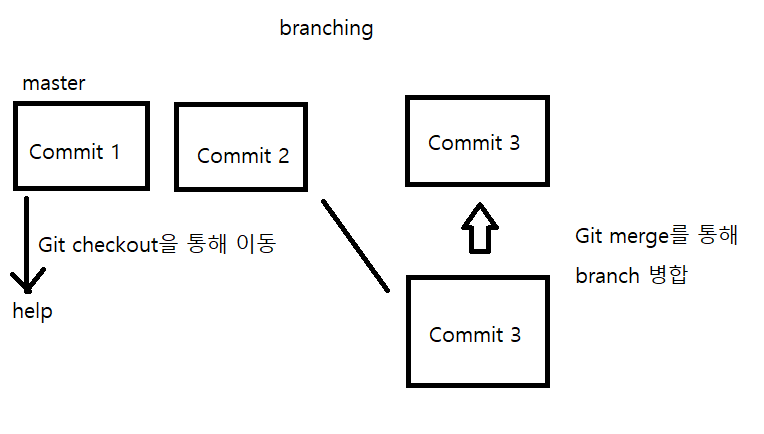 branching
master
Commit 1
Commit 2
Commit 3
Git checkout을 통해 이동
Git merge를 통해
branch 병합
help
Commit 3